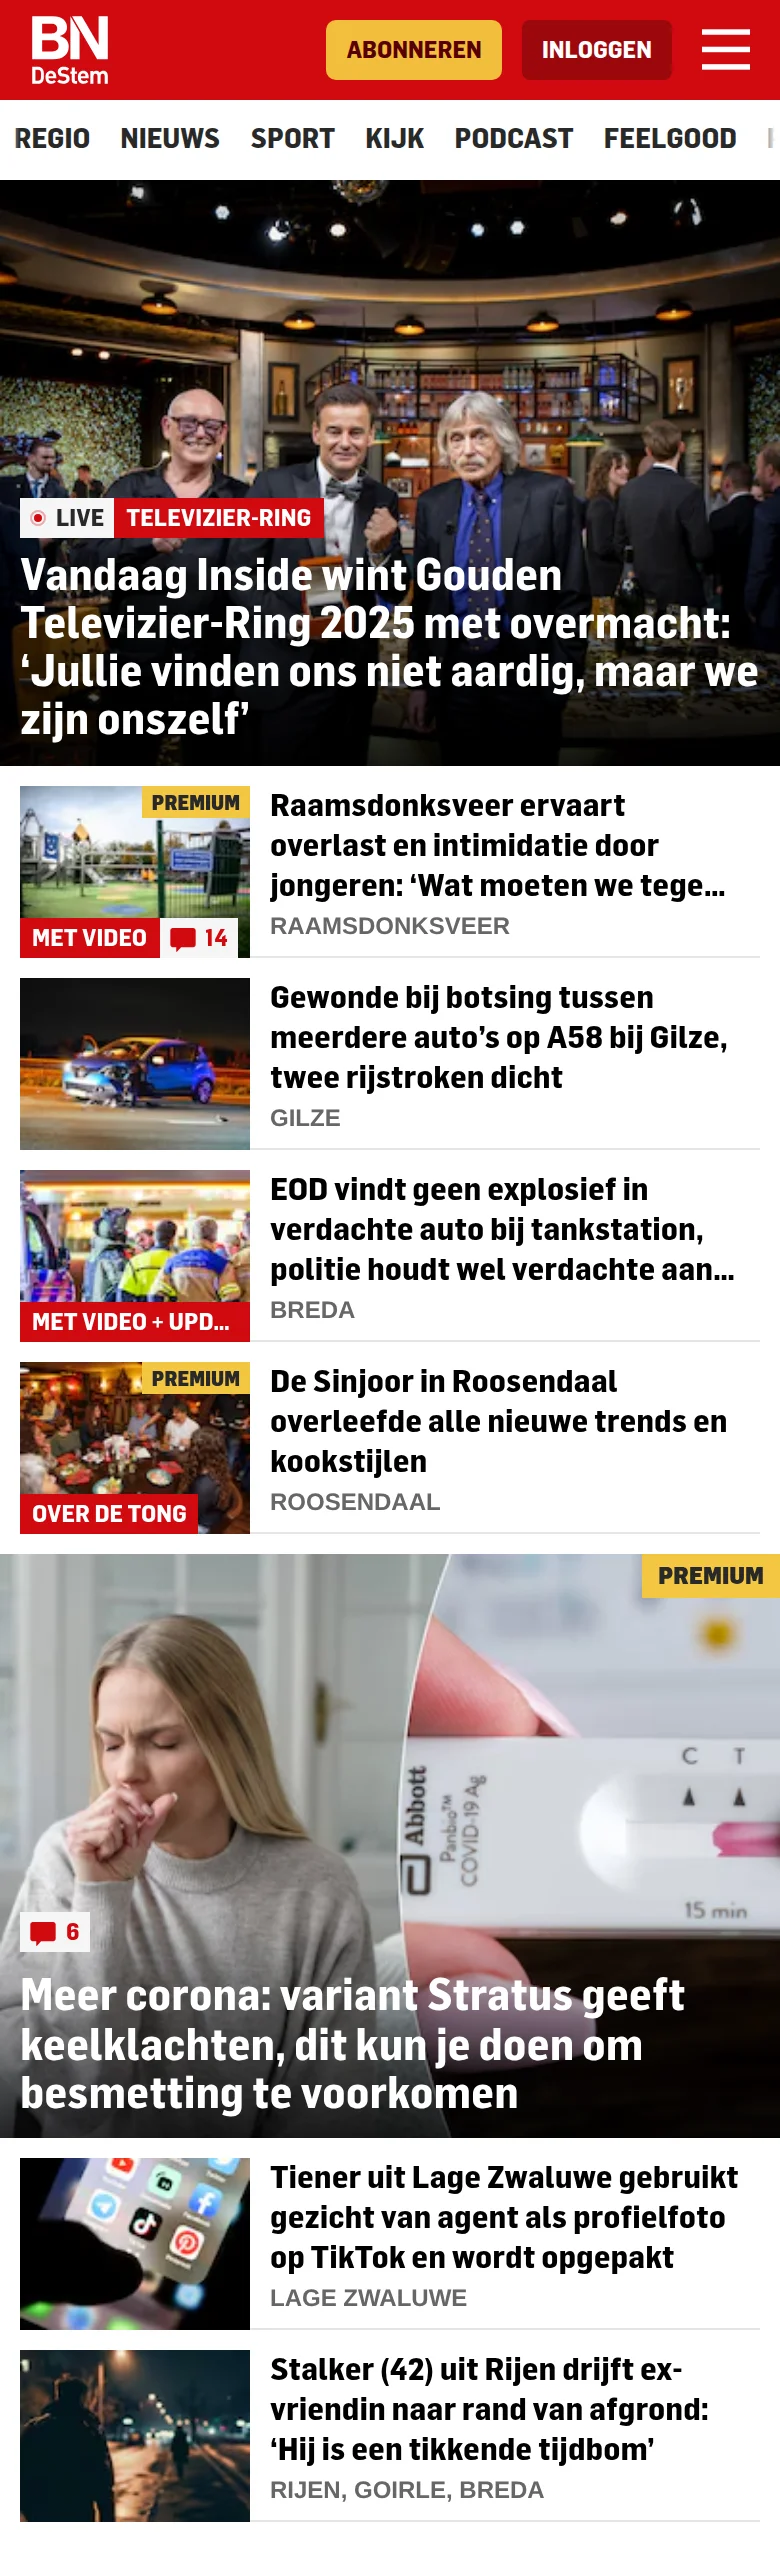 BN
DeStem
ABONNEREN
INLOGGEN
REGIO NIEUWS SPORT KIJK PODCAST FEELGOOD
LIVE TELEVIZIER-RING
Vandaag Inside wint Gouden
Televizier-Ring 2025 met overmacht:
‘Jullie vinden ons niet aardig, maar we
zijn onszelf’
PREMIUM
MET VIDEO 14
Raamsdonksveer ervaart
overlast en intimidatie door
jongeren: ‘Wat moeten we tege...
RAAMSDONKSVEER
Gewonde bij botsing tussen
meerdere auto’s op A58 bij Gilze,
twee rijstroken dicht
GILZE
MET VIDEO + UPD...
EOD vindt geen explosief in
verdachte auto bij tankstation,
politie houdt wel verdachte aan...
BREDA
PREMIUM
OVER DE TONG
De Sinjoor in Roosendaal
overleefde alle nieuwe trends en
kookstijlen
ROOSENDAAL
PREMIUM
C T
Abbott
Panbio™
COVID-19 Ag
15 min
6
Meer corona: variant Stratus geeft
keelklachten, dit kun je doen om
besmetting te voorkomen
Tiener uit Lage Zwaluwe gebruikt
gezicht van agent als profielfoto
op TikTok en wordt opgepakt
LAGE ZWALUWE
Stalker (42) uit Rijen drijft ex-
vriendin naar rand van afgrond:
‘Hij is een tikkende tijdbom’
RIJEN, GOIRLE, BREDA